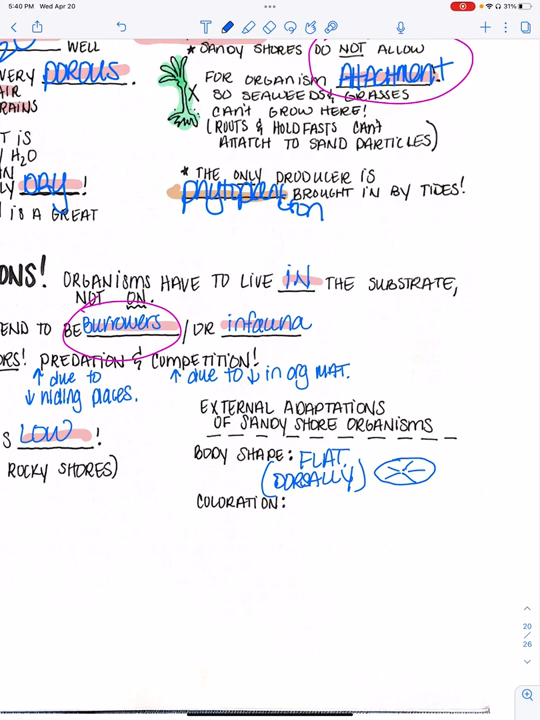 5:40 PM Wed Apr 20
31%
WELL
* SANDY SHORES DO NOT ALLOW
VERY POROUS
FOR ORGANISM ATTACHMENT.
AIR
SO SEAWEEDS & GRASSES
RAINS
CAN'T GROW HERE!
(ROOTS & HOLDFASTS CAN'T
T IS
ATTATCH TO SAND PARTICLES)
Y H2O
IN
LY DRY!
* THE ONLY PRODUCER IS
phytoplankton BROUGHT IN BY TIDES!
IS A GREAT
ONS! ORGANISMS HAVE TO LIVE IN THE SUBSTRATE,
NOT ON.
END TO BE Burrowers / OR infauna
ORS! PREDATION & COMPETITION!
↑ due to ↑ due to ↓ in org MAT.
↓ hiding places.
EXTERNAL ADAPTATIONS
OF SANDY SHORE ORGANISMS
S LOW!
BODY SHAPE: FLAT
ROCKY SHORES)
(DORSALLY)
COLORATION:
20
/
26